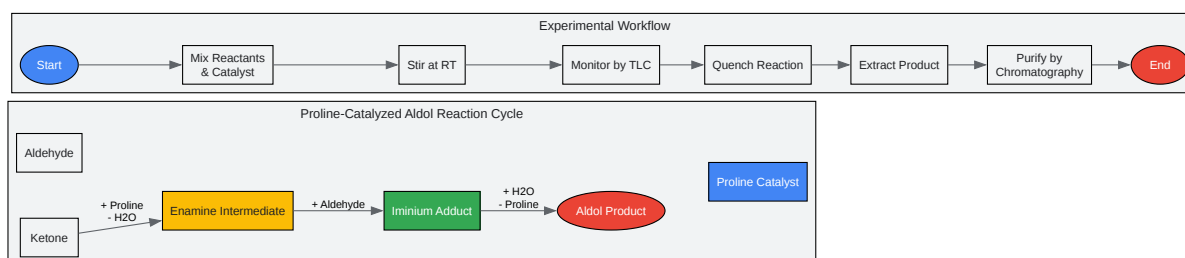 Experimental Workflow
Start
Mix Reactants
& Catalyst
Stir at RT
Monitor by TLC
Quench Reaction
Extract Product
Purify by
Chromatography
End
Proline-Catalyzed Aldol Reaction Cycle
Aldehyde
Proline Catalyst
Ketone
+ Proline
- H2O
Enamine Intermediate
+ Aldehyde
Iminium Adduct
+ H2O
- Proline
Aldol Product